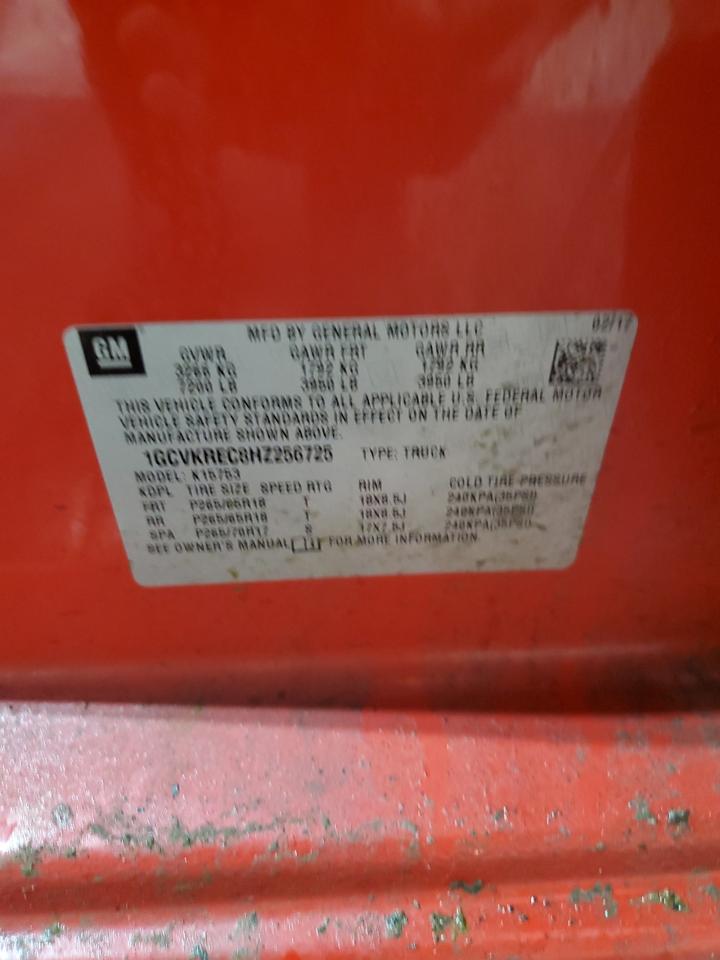 GM
MFD BY GENERAL MOTORS LLC 02/17
GVWR GAWR FRT GAWR RR
3266 KG 1792 KG 1792 KG
7200 LB 3950 LB 3950 LB
THIS VEHICLE CONFORMS TO ALL APPLICABLE U.S. FEDERAL MOTOR
VEHICLE SAFETY STANDARDS IN EFFECT ON THE DATE OF
MANUFACTURE SHOWN ABOVE.
1GCVKREC8HZ256725 TYPE: TRUCK
MODEL: K15753
TIRE SIZE SPEED RTG RIM COLD TIRE PRESSURE
FRT P265/65R18 T 18X8.5J 240KPA(35PSI)
RR P265/65R18 T 18X8.5J 240KPA(35PSI)
SPA P265/70R17 S 17X7.5J 240KPA(35PSI)
SEE OWNER'S MANUAL FOR MORE INFORMATION.